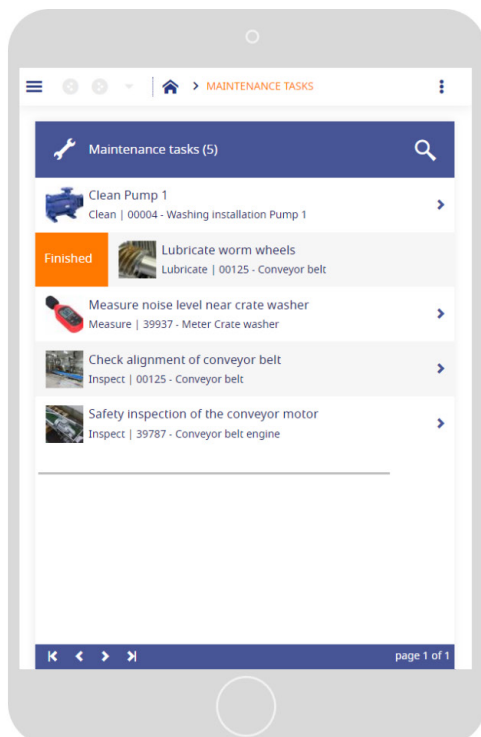 MAINTENANCE TASKS
Maintenance tasks (5)
Clean Pump 1
Clean | 00004 - Washing installation Pump 1
Finished
Lubricate worm wheels
Lubricate | 00125 - Conveyor belt
Measure noise level near crate washer
Measure | 39937 - Meter Crate washer
Check alignment of conveyor belt
Inspect | 00125 - Conveyor belt
Safety inspection of the conveyor motor
Inspect | 39787 - Conveyor belt engine
page 1 of 1